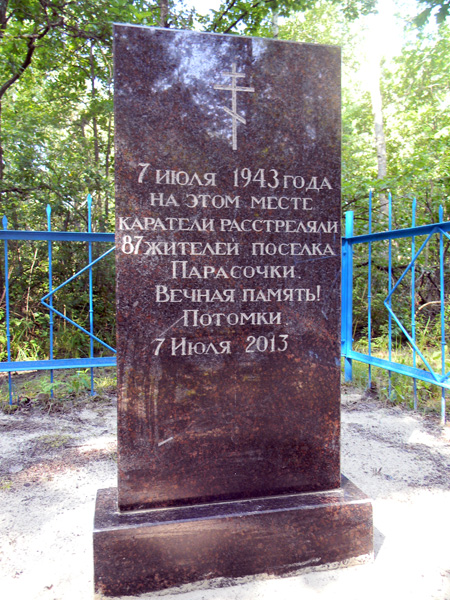 7 июля 1943 года
на этом месте
каратели расстреляли
87 жителей поселка
Парасочки.
Вечная память!
Потомки.
7 Июля 2013